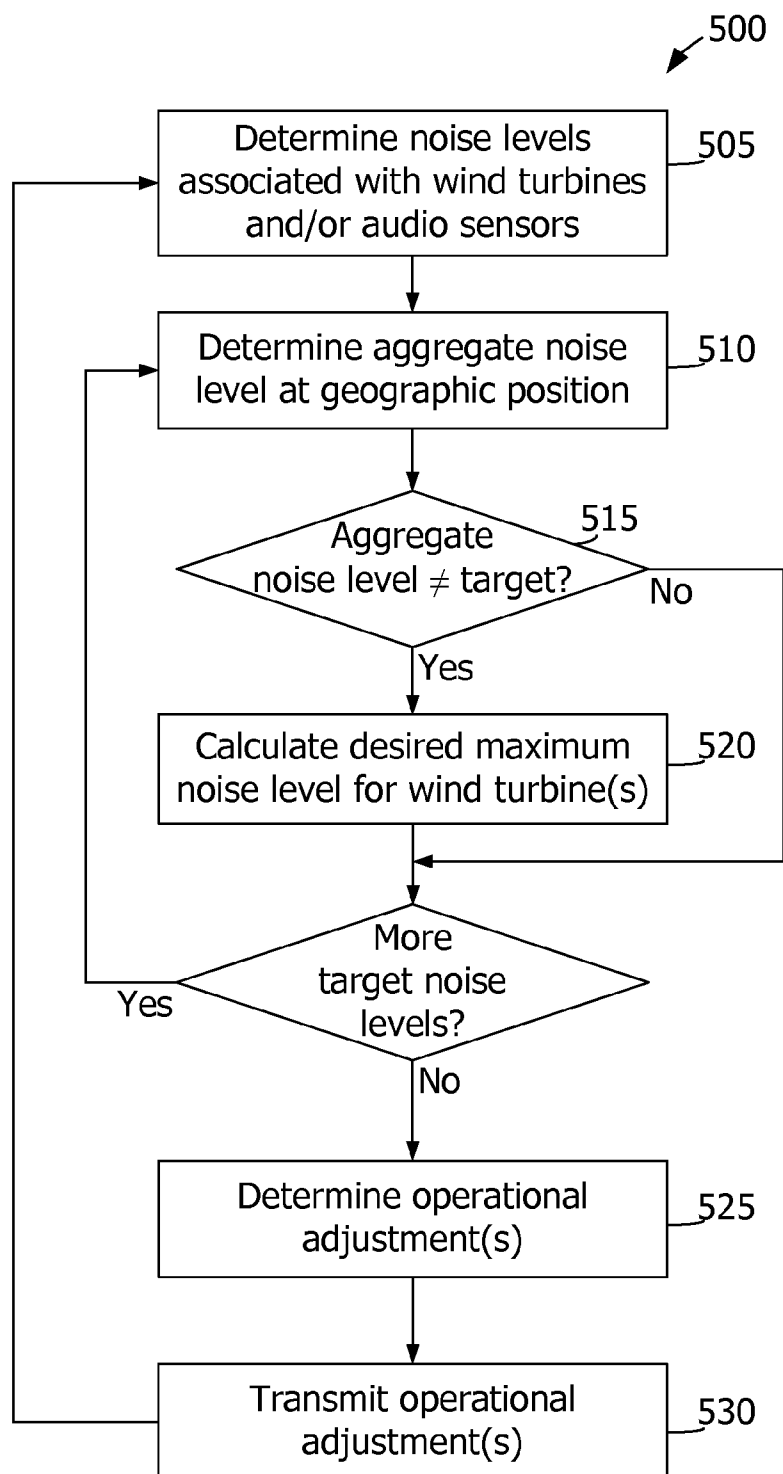 500
Determine noise levels
associated with wind turbines
and/or audio sensors
505
Determine aggregate noise
level at geographic position
510
515
Aggregate
noise level ≠ target?
No
Yes
Calculate desired maximum
noise level for wind turbine(s)
520
More
target noise
levels?
Yes
No
Determine operational
adjustment(s)
525
Transmit operational
adjustment(s)
530